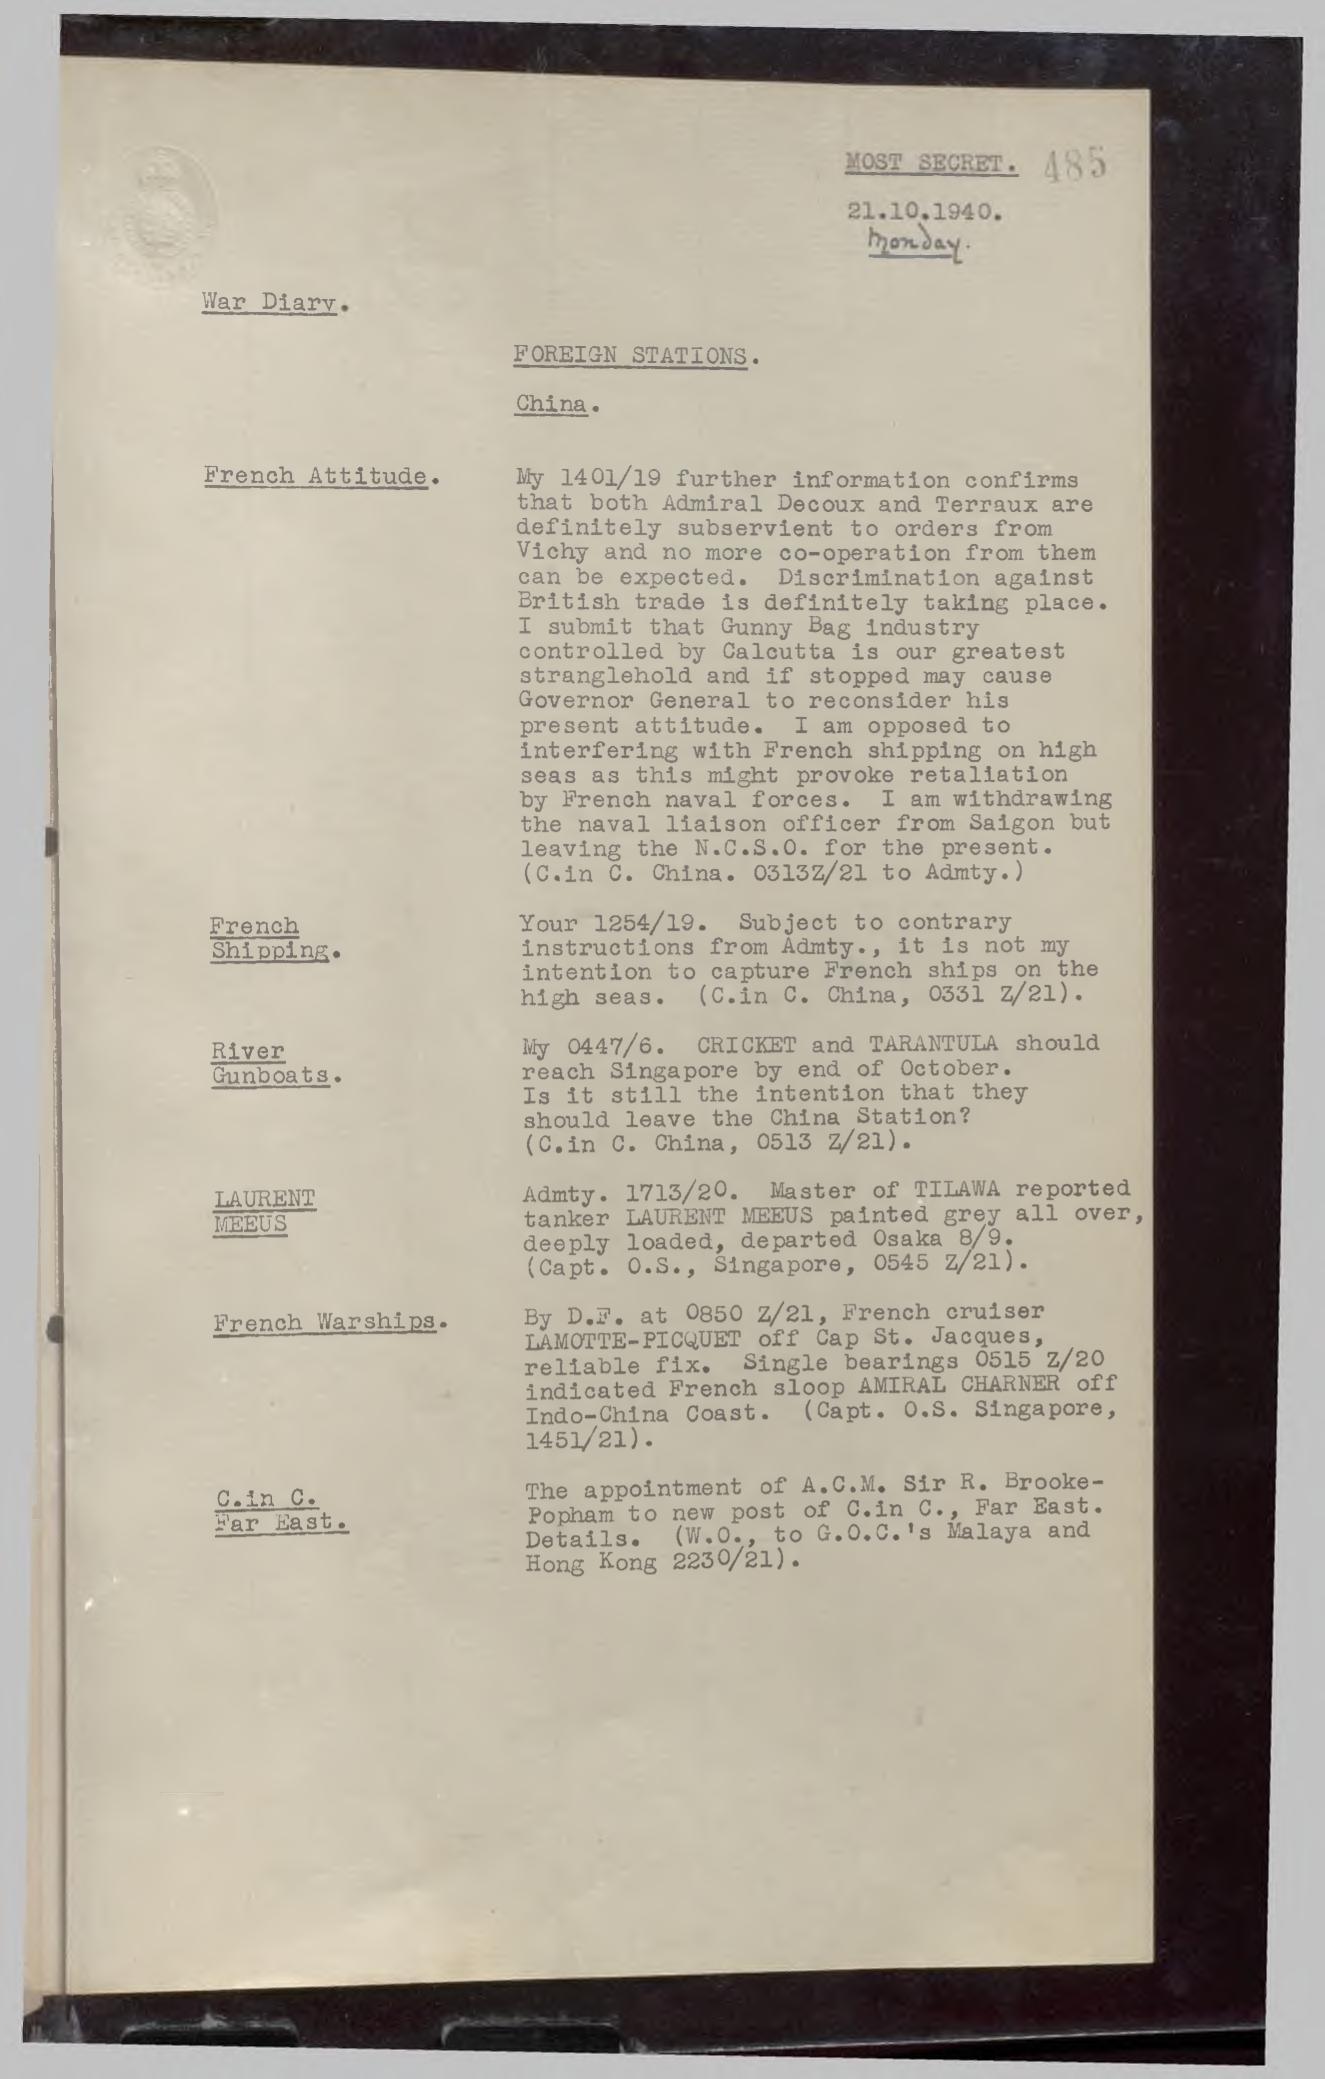 MOST SECRET. 485
21.10.1940.
Monday.
War Diary.
FOREIGN STATIONS.
China.
French Attitude.
My 1401/19 further information confirms
that both Admiral Decoux and Terraux are
definitely subservient to orders from
Vichy and no more co-operation from them
can be expected. Discrimination against
British trade is definitely taking place.
I submit that Gunny Bag industry
controlled by Calcutta is our greatest
stranglehold and if stopped may cause
Governor General to reconsider his
present attitude. I am opposed to
interfering with French shipping on high
seas as this might provoke retaliation
by French naval forces. I am withdrawing
the naval liaison officer from Saigon but
leaving the N.C.S.O. for the present.
(C.in C. China. 0313Z/21 to Admty.)
French
Shipping.
Your 1254/19. Subject to contrary
instructions from Admty., it is not my
intention to capture French ships on the
high seas. (C.in C. China, 0331 Z/21).
River
Gunboats.
My 0447/6. CRICKET and TARANTULA should
reach Singapore by end of October.
Is it still the intention that they
should leave the China Station?
(C.in C. China, 0513 Z/21).
LAURENT
MEEUS
Admty. 1713/20. Master of TILAWA reported
tanker LAURENT MEEUS painted grey all over,
deeply loaded, departed Osaka 8/9.
(Capt. O.S., Singapore, 0545 Z/21).
French Warships.
By D.F. at 0850 Z/21, French cruiser
LAMOTTE-PICQUET off Cap St. Jacques,
reliable fix. Single bearings 0515 Z/20
indicated French sloop AMIRAL CHARNER off
Indo-China Coast. (Capt. O.S. Singapore,
1451/21).
C.in C.
Far East.
The appointment of A.C.M. Sir R. Brooke-
Popham to new post of C.in C., Far East.
Details. (W.O., to G.O.C.'s Malaya and
Hong Kong 2230/21).